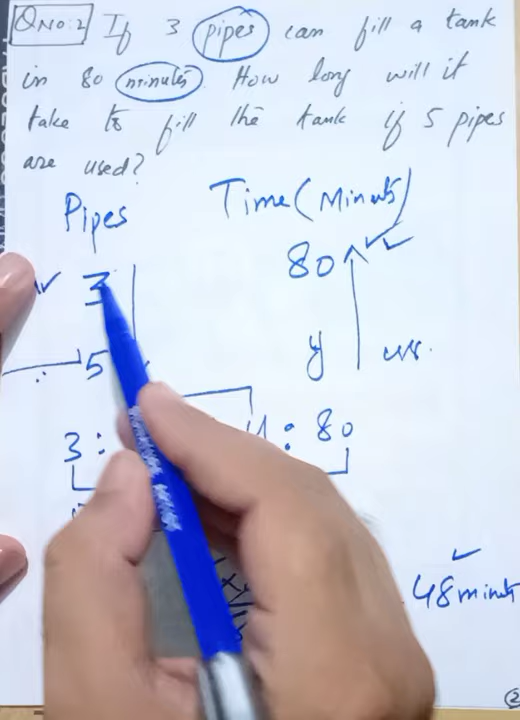 QNo:2 If 3 pipes can fill a tank
in 80 minutes. How long will it
take to fill the tank if 5 pipes
are used?
Pipes Time (Minuts)
3 80
5 y
3 : : 80
48 minuts
2